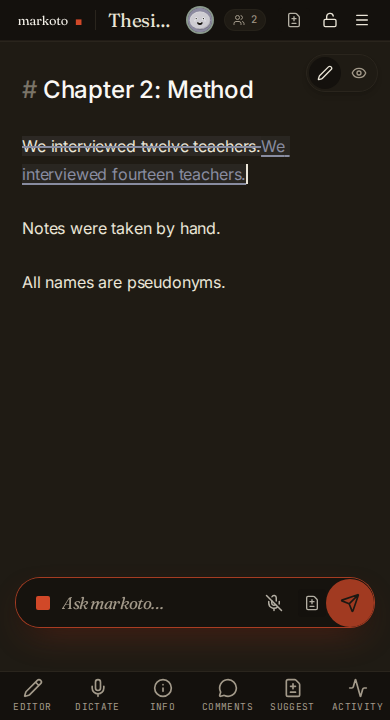 markoto
Thesi...
2
# Chapter 2: Method
We interviewed twelve teachers.We
interviewed fourteen teachers.
Notes were taken by hand.
All names are pseudonyms.
Ask markoto...
EDITOR DICTATE INFO COMMENTS SUGGEST ACTIVITY